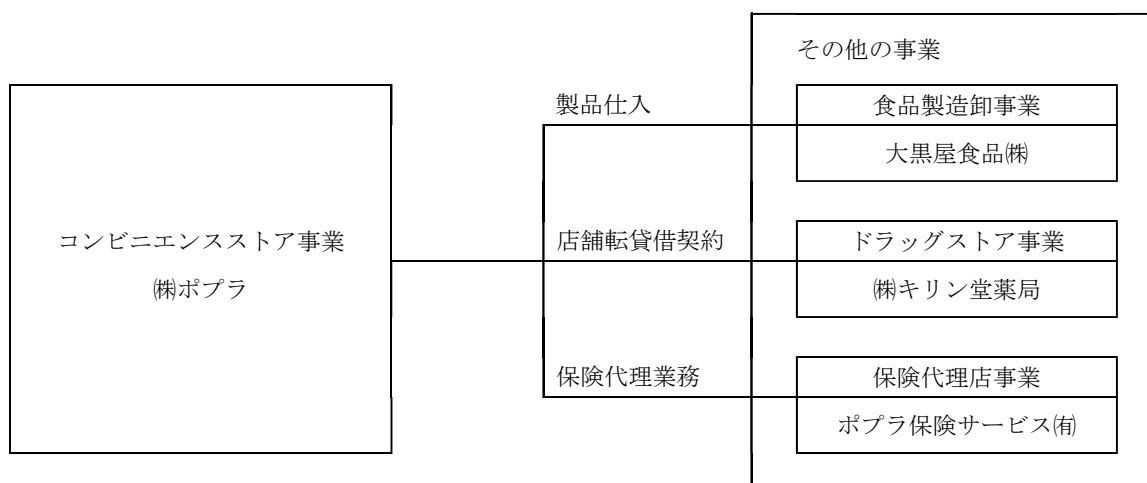 その他の事業
製品仕入
食品製造卸事業
大黒屋食品㈱
コンビニエンスストア事業
㈱ポプラ
店舗転貸借契約
ドラッグストア事業
㈱キリン堂薬局
保険代理業務
保険代理店事業
ポプラ保険サービス㈲